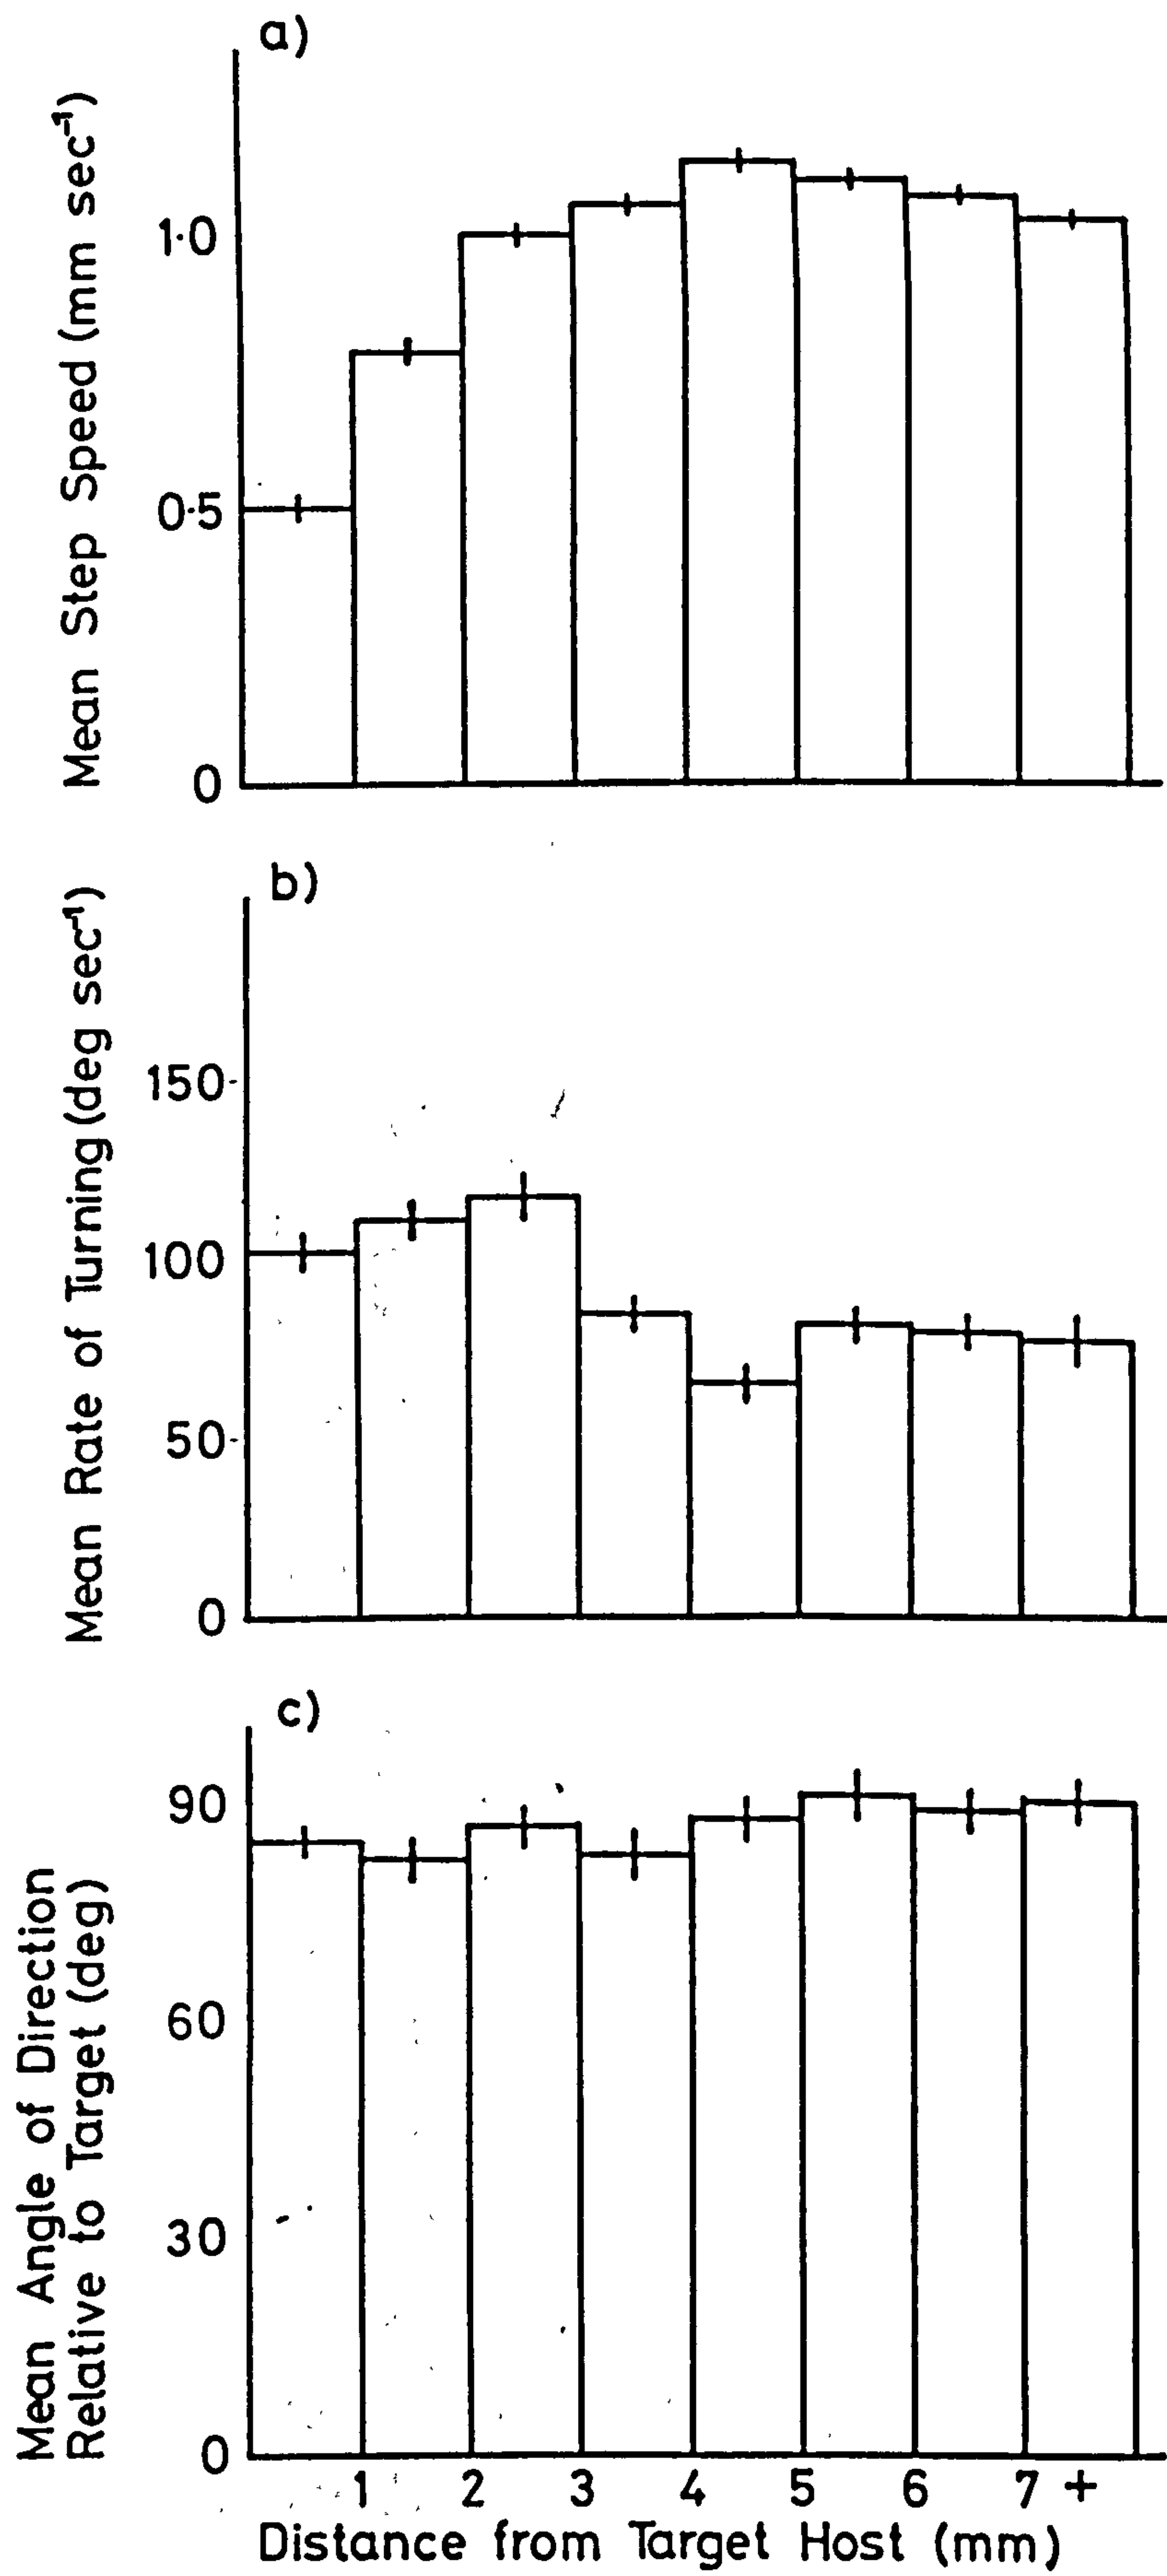 a)
Mean Step Speed (mm sec⁻¹)
1·0
0·5
0
b)
Mean Rate of Turning (deg sec⁻¹)
150
100
50
0
c)
Mean Angle of Direction
Relative to Target (deg)
90
60
30
0
1 2 3 4 5 6 7 +
Distance from Target Host (mm)